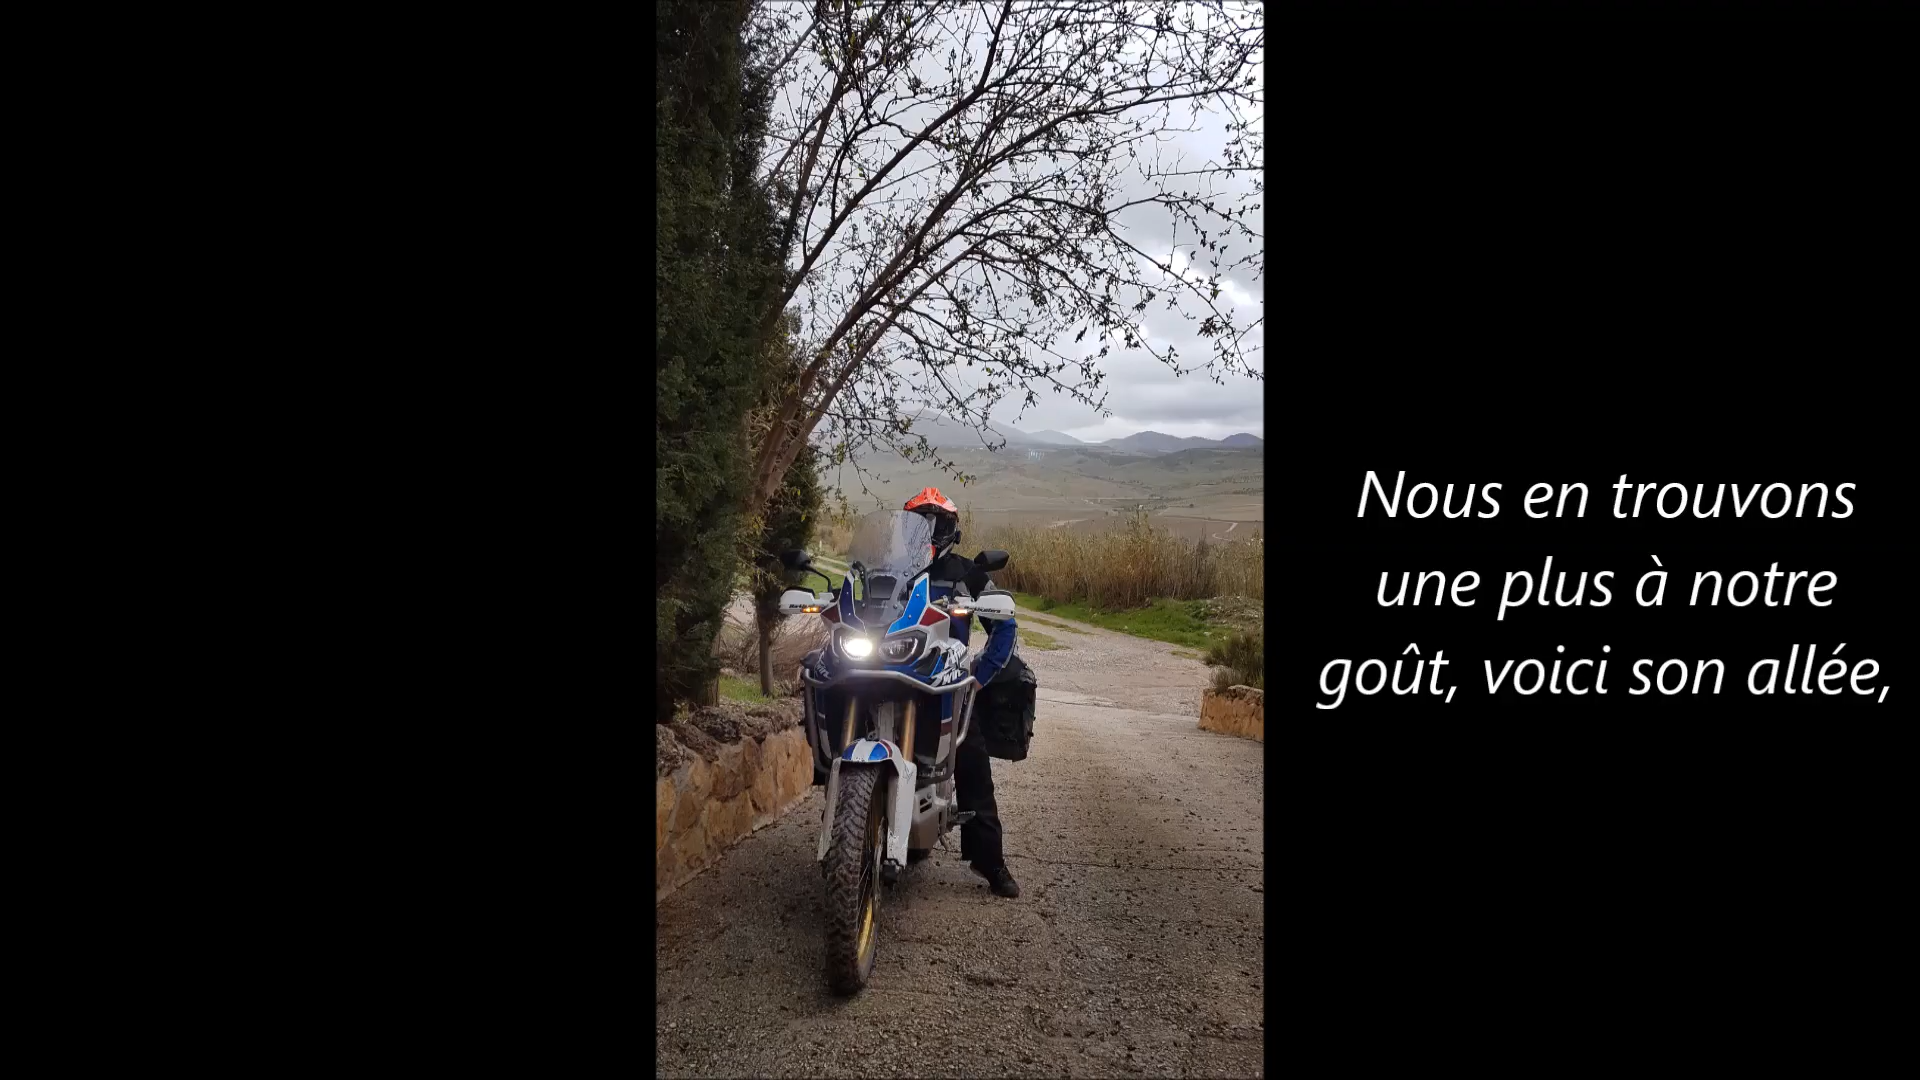 Nous en trouvons
une plus à notre
goût, voici son allée,